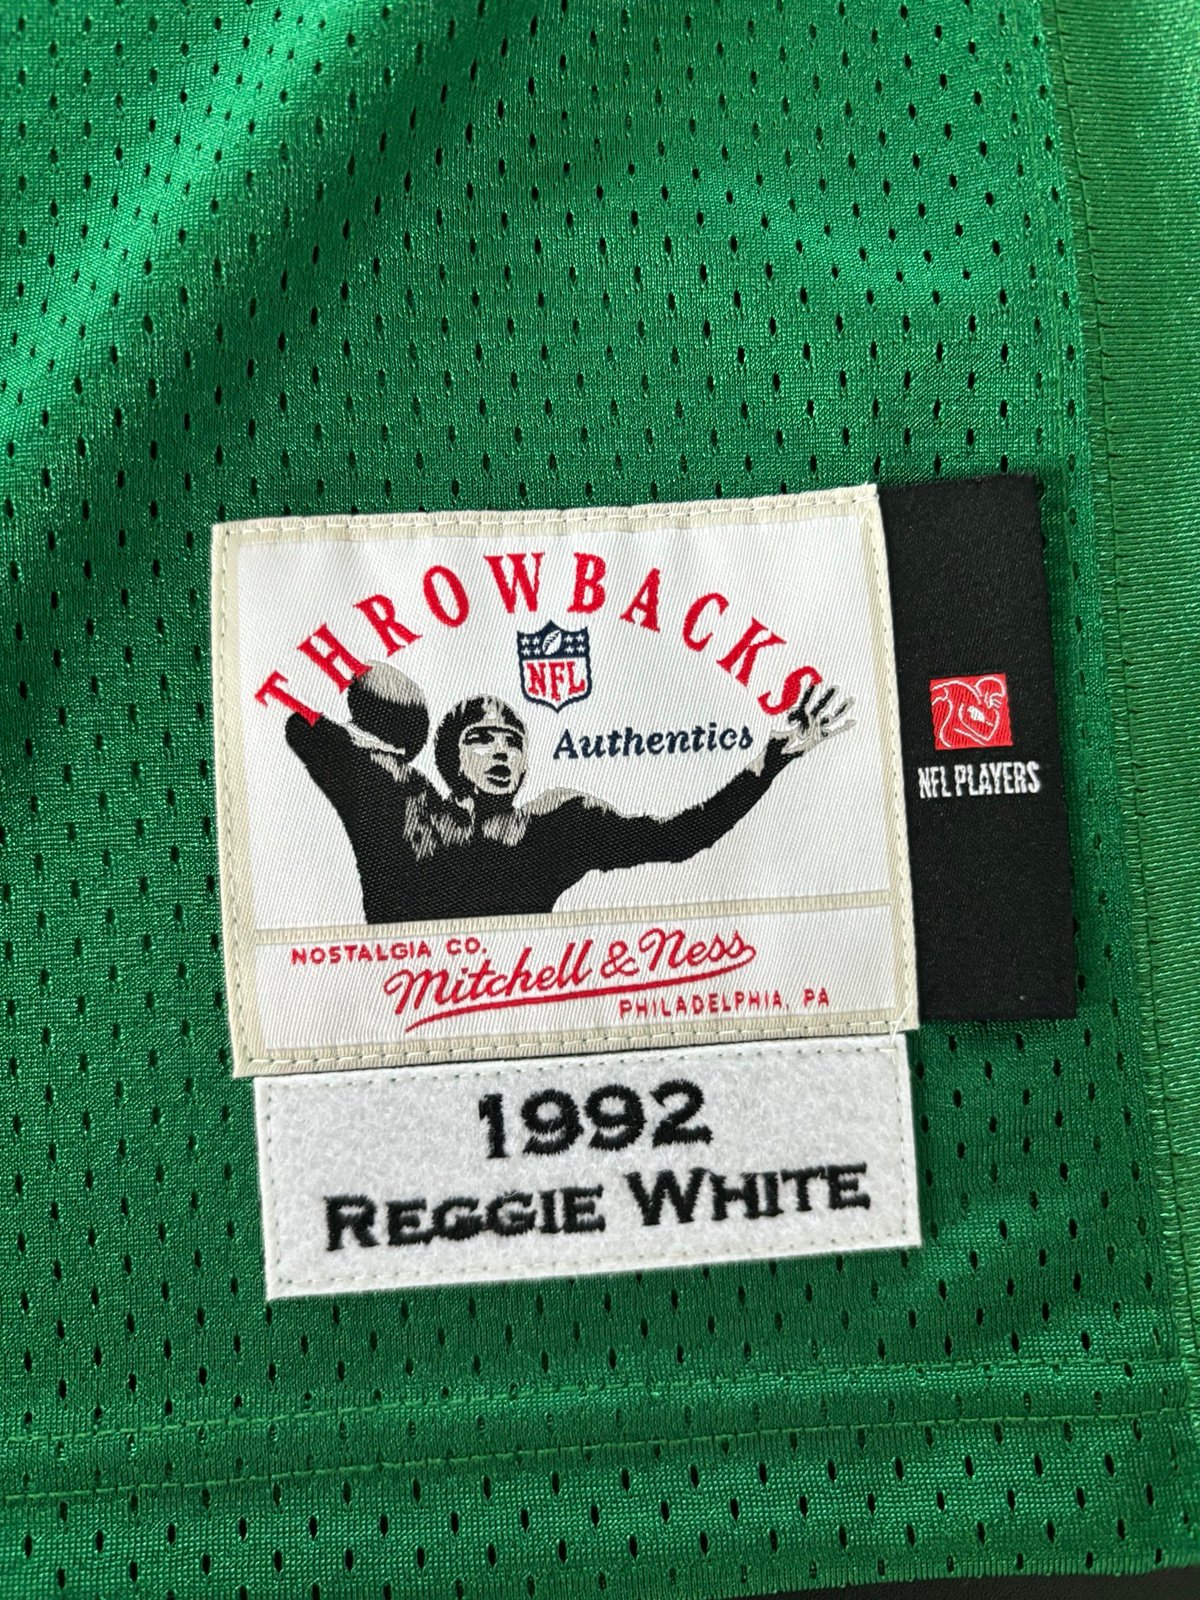 THROWBACKS
NFL
Authentics
NFL PLAYERS
NOSTALGIA CO.
Mitchell & Ness
PHILADELPHIA, PA
1992
REGGIE WHITE